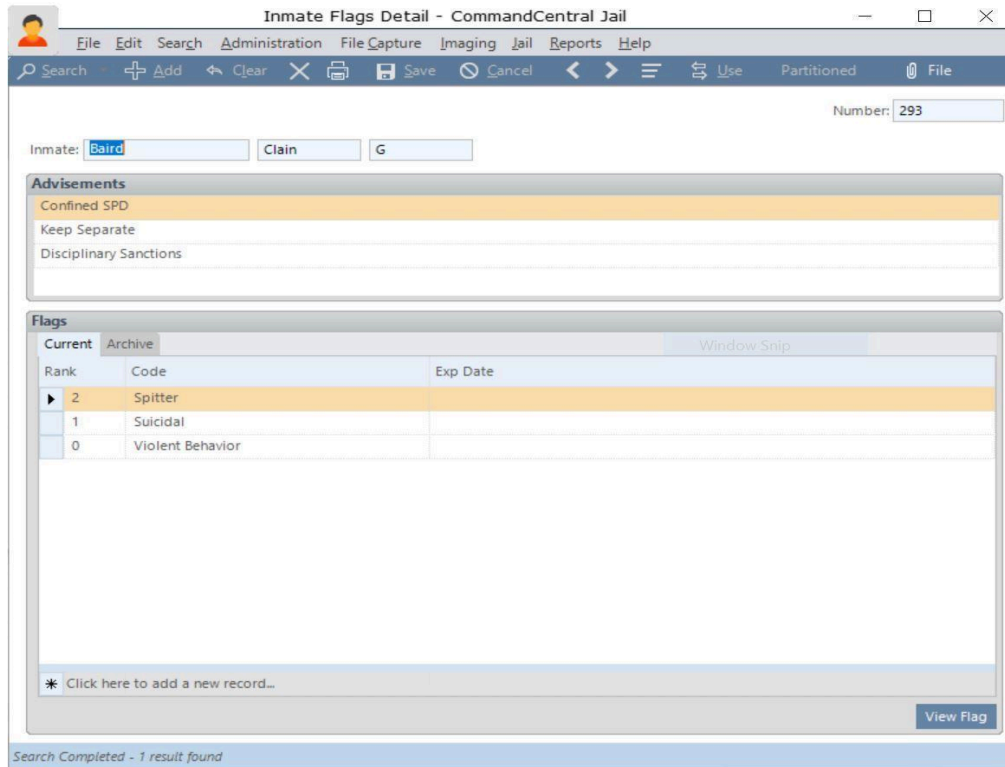 Inmate Flags Detail - CommandCentral Jail
File Edit Search Administration File Capture Imaging Jail Reports Help
Search Add Clear Save Cancel Use Partitioned File
Number: 293
Inmate: Baird Clain G
Advisements
Confined SPD
Keep Separate
Disciplinary Sanctions
Flags
Current Archive Window Snip
Rank Code Exp Date
2 Spitter
1 Suicidal
0 Violent Behavior
Click here to add a new record...
View Flag
Search Completed - 1 result found